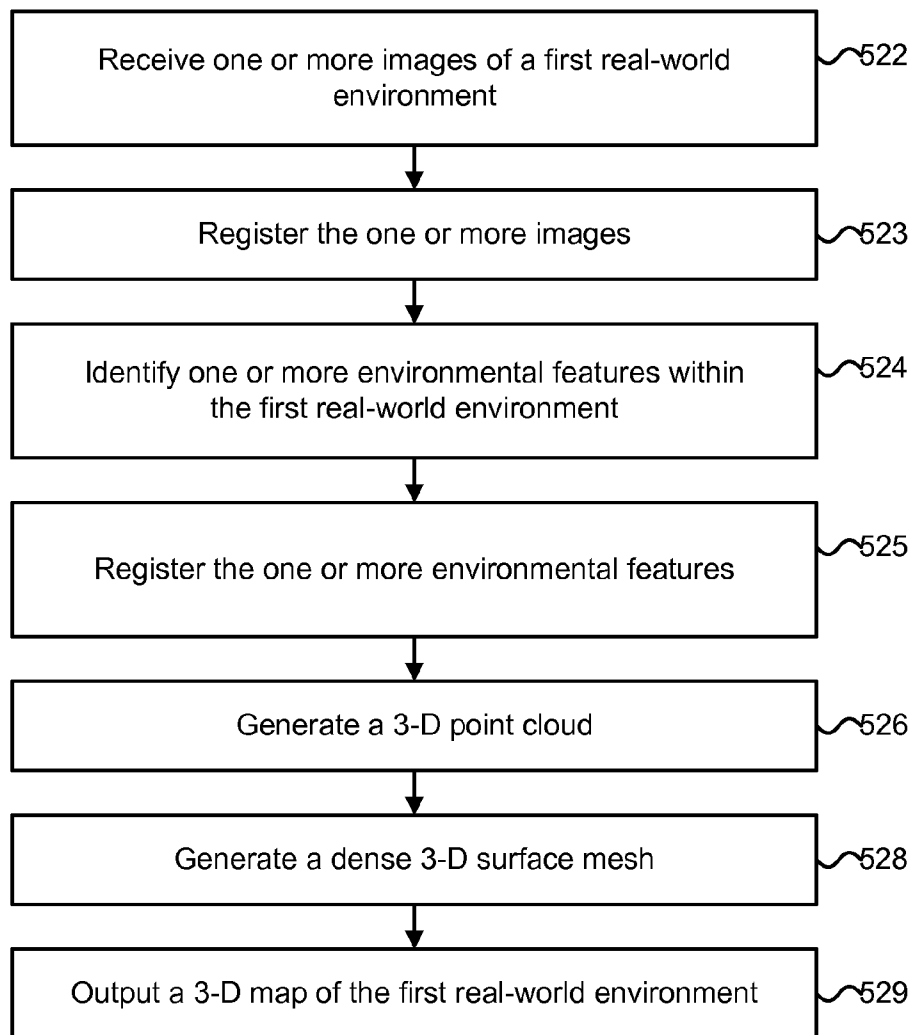 Receive one or more images of a first real-world
environment
522
Register the one or more images
523
Identify one or more environmental features within
the first real-world environment
524
Register the one or more environmental features
525
Generate a 3-D point cloud
526
Generate a dense 3-D surface mesh
528
Output a 3-D map of the first real-world environment
529